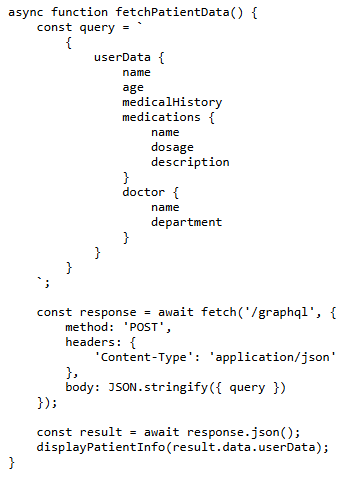 async function fetchPatientData() {
    const query = `
        {
            userData {
                name
                age
                medicalHistory
                medications {
                    name
                    dosage
                    description
                }
                doctor {
                    name
                    department
                }
            }
        }
    `;

    const response = await fetch('/graphql', {
        method: 'POST',
        headers: {
            'Content-Type': 'application/json'
        },
        body: JSON.stringify({ query })
    });

    const result = await response.json();
    displayPatientInfo(result.data.userData);
}